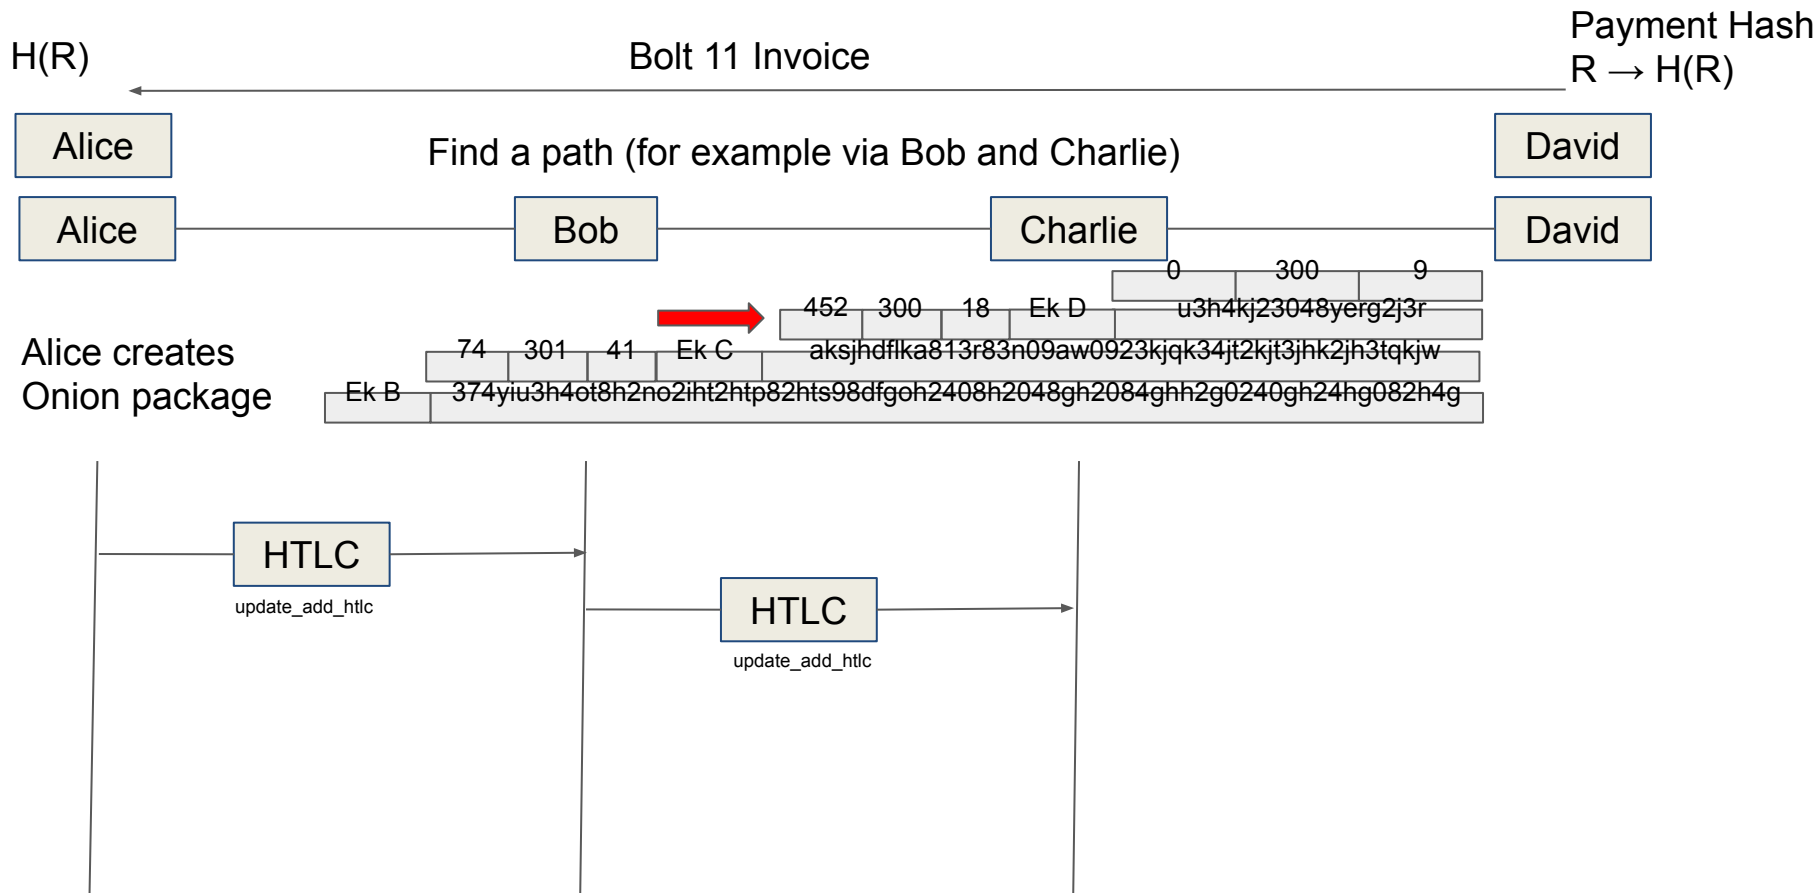 Payment Hash
H(R) Bolt 11 Invoice R → H(R)
Alice Find a path (for example via Bob and Charlie) David
Alice Bob Charlie David
0 300 9
452 300 18 Ek D u3h4kj23048yerg2j3r
Alice creates 74 301 41 Ek C aksjhdflka813r83n09aw0923kjqk34jt2kjt3jhk2jh3tqkjw
Onion package Ek B 374yiu3h4ot8h2no2iht2htp82hts98dfgoh2408h2048gh2084ghh2g0240gh24hg082h4g
HTLC
update_add_htlc
HTLC
update_add_htlc